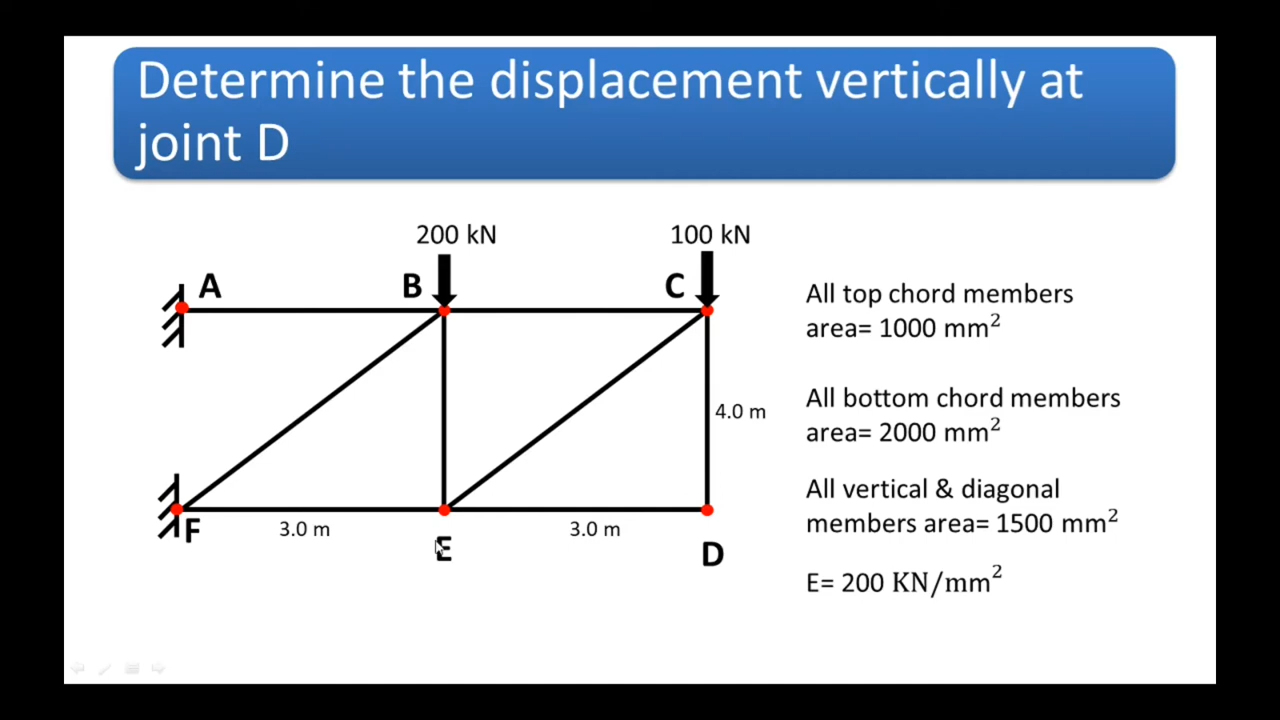 Determine the displacement vertically at
joint D
200 kN
100 kN
A
B
C
All top chord members
area= 1000 mm²
4.0 m
All bottom chord members
area= 2000 mm²
All vertical & diagonal
members area= 1500 mm²
F
3.0 m
3.0 m
E
D
E= 200 KN/mm²